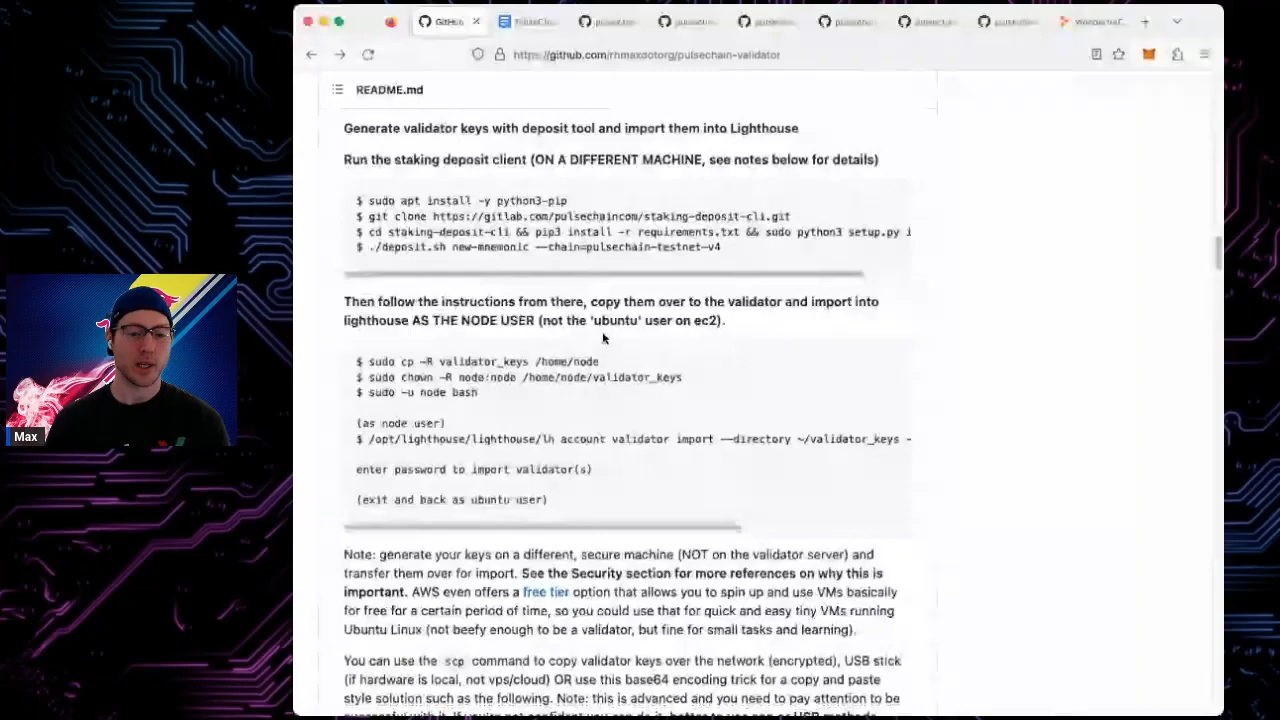 GitHub
https://github.com/rhmaxdotorg/pulsechain-validator
README.md
Generate validator keys with deposit tool and import them into Lighthouse
Run the staking deposit client (ON A DIFFERENT MACHINE, see notes below for details)
$ sudo apt install -y python3-pip
$ git clone https://gitlab.com/pulsechaincom/staking-deposit-cli.git
$ cd staking-deposit-cli && pip3 install -r requirements.txt && sudo python3 setup.py i
$ ./deposit.sh new-mnemonic --chain=pulsechain-testnet-v4
Then follow the instructions from there, copy them over to the validator and import into
lighthouse AS THE NODE USER (not the 'ubuntu' user on ec2).
$ sudo cp -R validator_keys /home/node
$ sudo chown -R node:node /home/node/validator_keys
$ sudo -u node bash
(as node user)
$ /opt/lighthouse/lighthouse/lh account validator import --directory ~/validator_keys -
enter password to import validator(s)
(exit and back as ubuntu user)
Max
Note: generate your keys on a different, secure machine (NOT on the validator server) and
transfer them over for import. See the Security section for more references on why this is
important. AWS even offers a free tier option that allows you to spin up and use VMs basically
for free for a certain period of time, so you could use that for quick and easy tiny VMs running
Ubuntu Linux (not beefy enough to be a validator, but fine for small tasks and learning).
You can use the scp command to copy validator keys over the network (encrypted), USB stick
(if hardware is local, not vps/cloud) OR use this base64 encoding trick for a copy and paste
style solution such as the following. Note: this is advanced and you need to pay attention to be